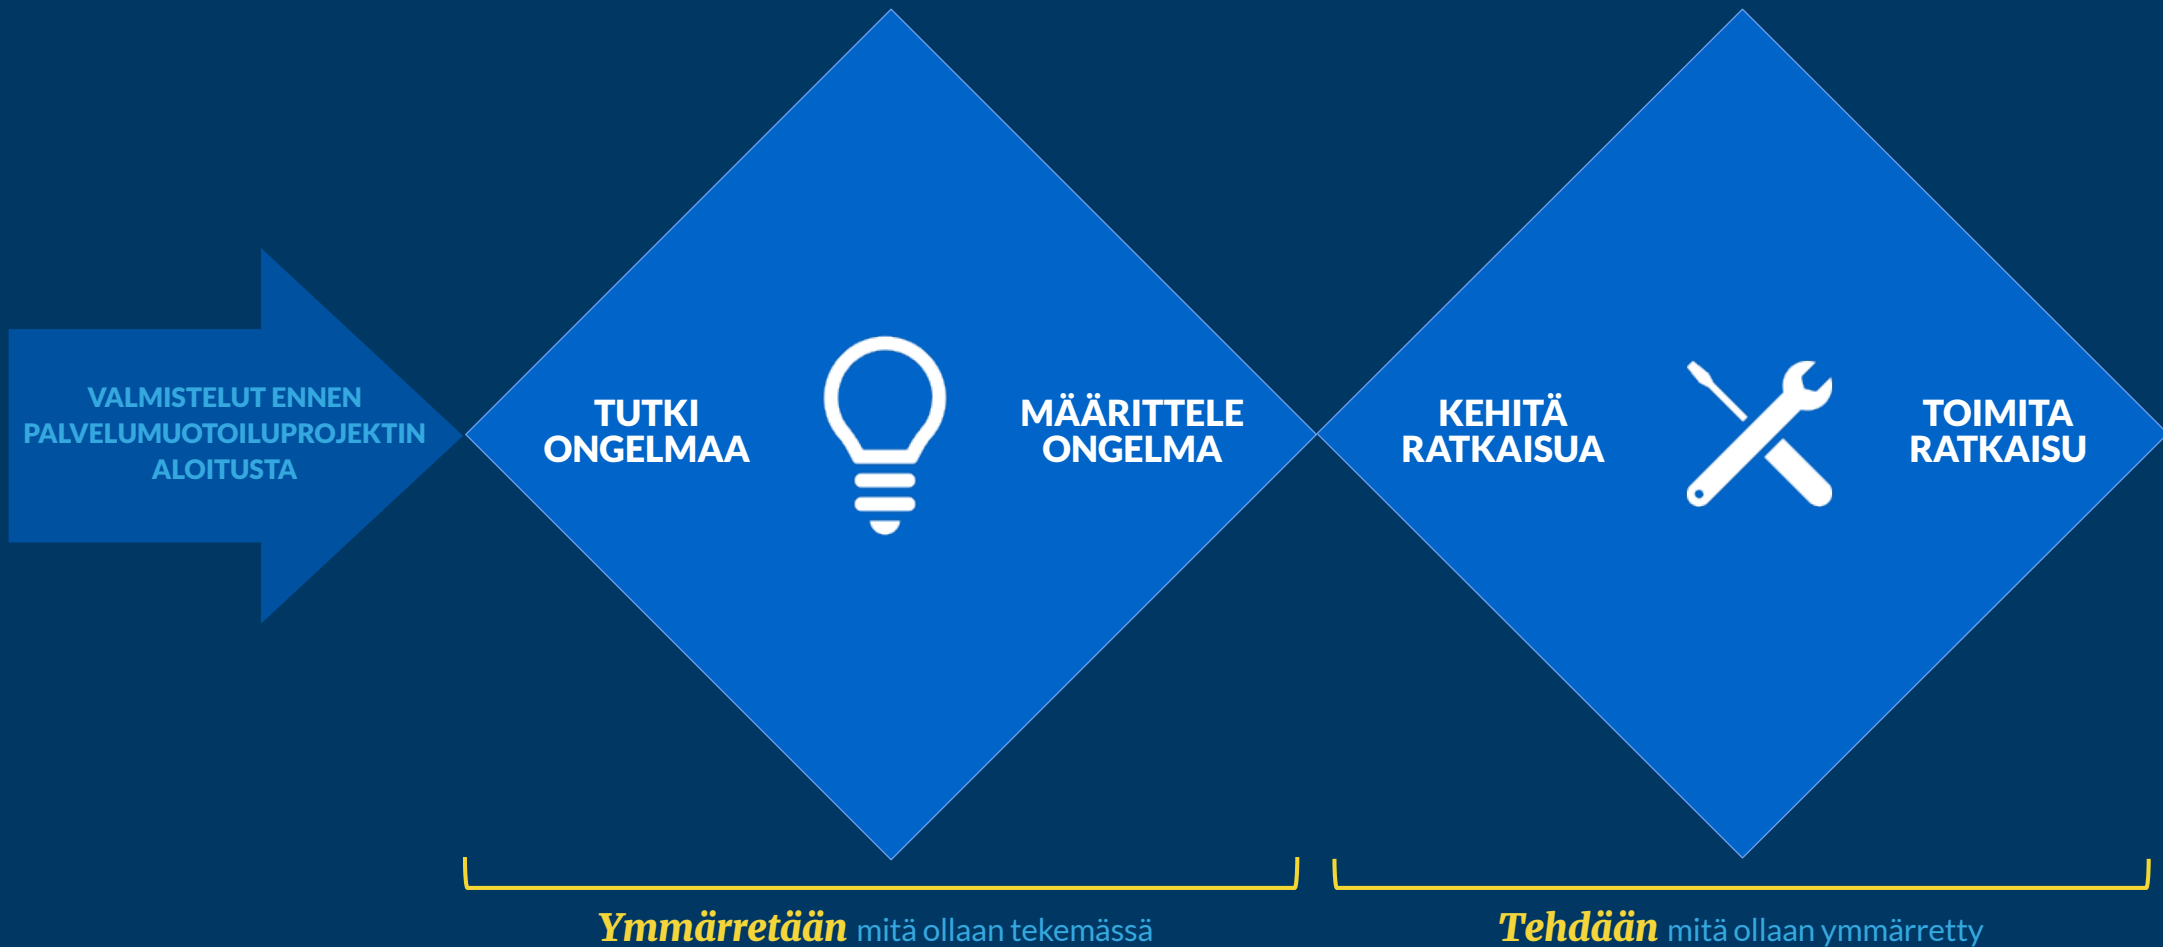 VALMISTELUT ENNEN
PALVELUMUOTOILUPROJEKTIN
ALOITUSTA
TUTKI
ONGELMAA
MÄÄRITTELE
ONGELMA
KEHITÄ
RATKAISUA
TOIMITA
RATKAISU
Ymmärretään mitä ollaan tekemässä
Tehdään mitä ollaan ymmärretty